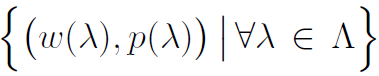 {(w(λ), p(λ)) | ∀λ ∈ Λ}